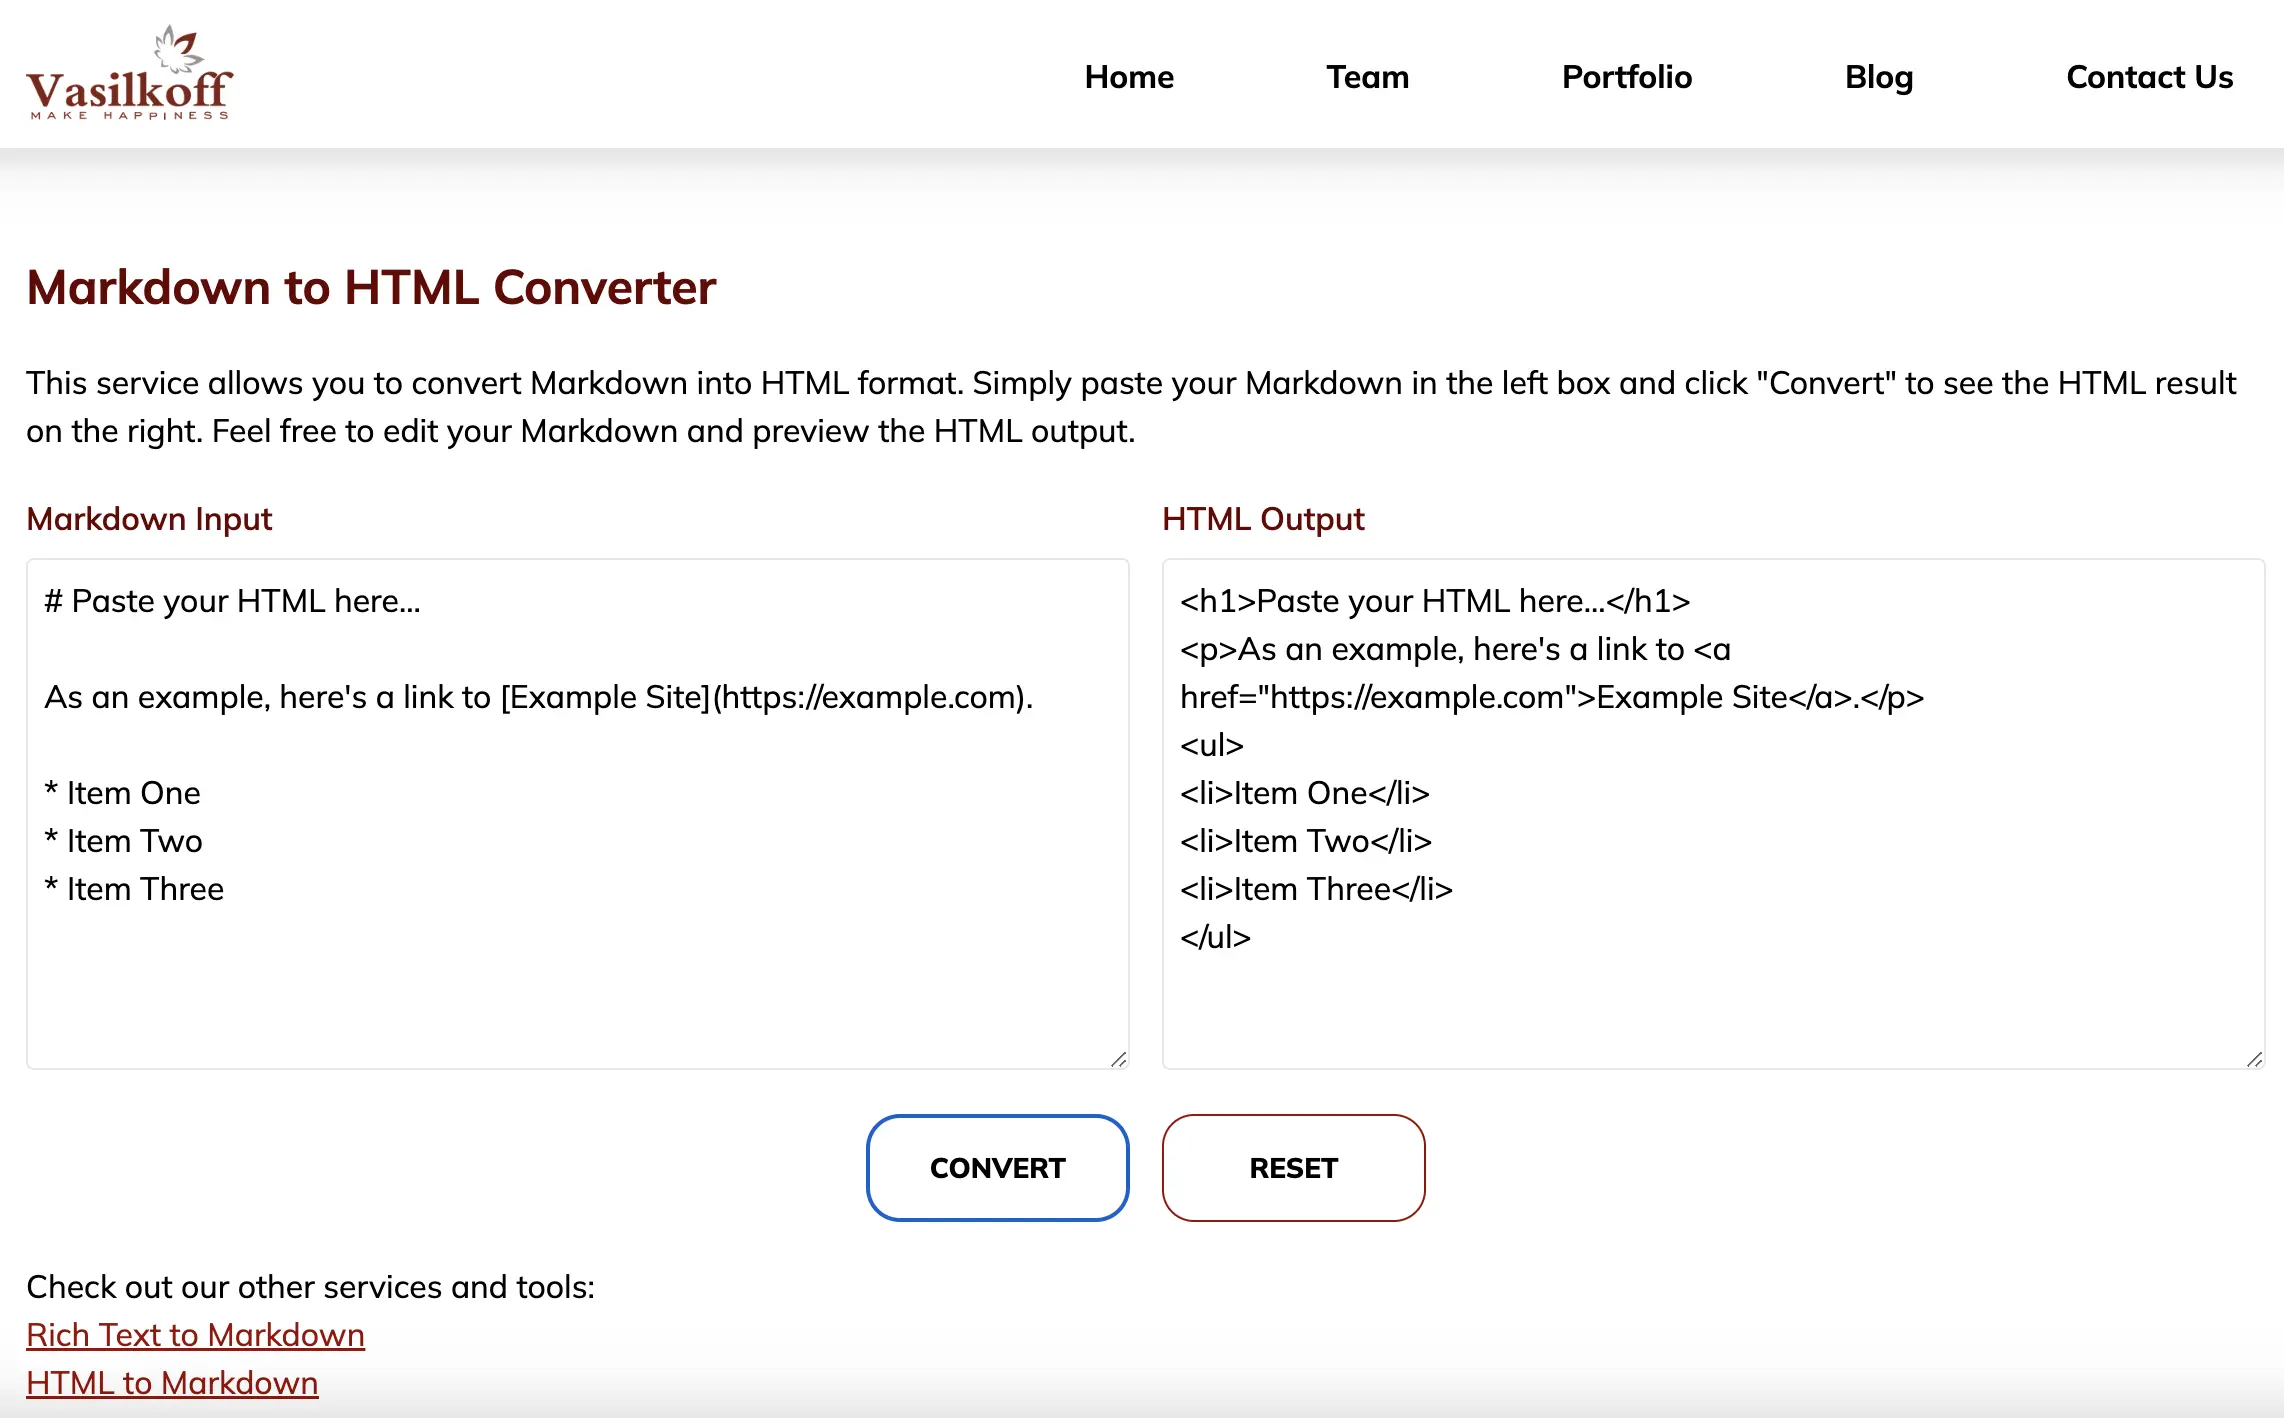 Vasilkoff
MAKE HAPPINESS
Home Team Portfolio Blog Contact Us
Markdown to HTML Converter
This service allows you to convert Markdown into HTML format. Simply paste your Markdown in the left box and click "Convert" to see the HTML result
on the right. Feel free to edit your Markdown and preview the HTML output.
Markdown Input
# Paste your HTML here...
As an example, here's a link to [Example Site](https://example.com).
* Item One
* Item Two
* Item Three
HTML Output
<h1>Paste your HTML here...</h1>
<p>As an example, here's a link to <a
href="https://example.com">Example Site</a>.</p>
<ul>
<li>Item One</li>
<li>Item Two</li>
<li>Item Three</li>
</ul>
CONVERT
RESET
Check out our other services and tools:
Rich Text to Markdown
HTML to Markdown